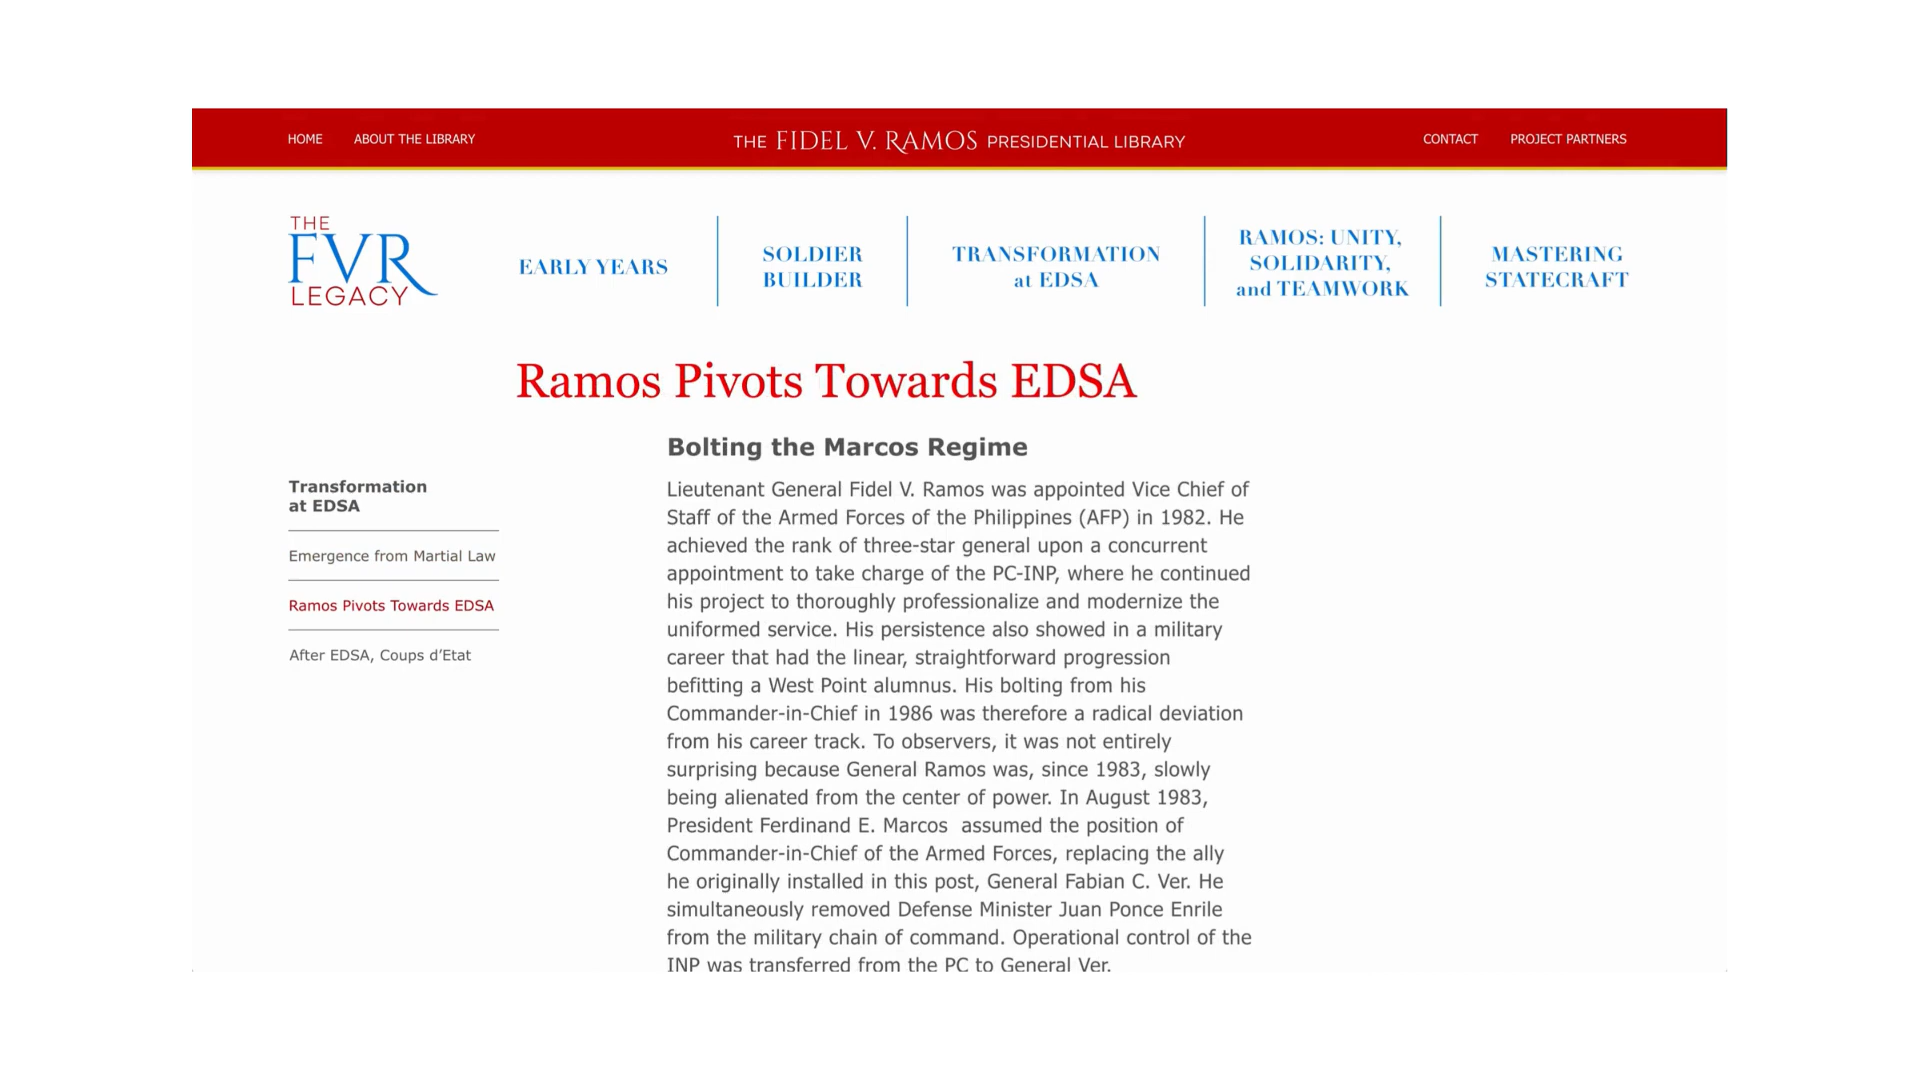 HOME ABOUT THE LIBRARY THE FIDEL V. RAMOS PRESIDENTIAL LIBRARY CONTACT PROJECT PARTNERS
THE
FVR
LEGACY
EARLY YEARS
SOLDIER
BUILDER
TRANSFORMATION
at EDSA
RAMOS: UNITY,
SOLIDARITY,
and TEAMWORK
MASTERING
STATECRAFT
Ramos Pivots Towards EDSA
Transformation
at EDSA
Emergence from Martial Law
Ramos Pivots Towards EDSA
After EDSA, Coups d’Etat
Bolting the Marcos Regime
Lieutenant General Fidel V. Ramos was appointed Vice Chief of
Staff of the Armed Forces of the Philippines (AFP) in 1982. He
achieved the rank of three-star general upon a concurrent
appointment to take charge of the PC-INP, where he continued
his project to thoroughly professionalize and modernize the
uniformed service. His persistence also showed in a military
career that had the linear, straightforward progression
befitting a West Point alumnus. His bolting from his
Commander-in-Chief in 1986 was therefore a radical deviation
from his career track. To observers, it was not entirely
surprising because General Ramos was, since 1983, slowly
being alienated from the center of power. In August 1983,
President Ferdinand E. Marcos  assumed the position of
Commander-in-Chief of the Armed Forces, replacing the ally
he originally installed in this post, General Fabian C. Ver. He
simultaneously removed Defense Minister Juan Ponce Enrile
from the military chain of command. Operational control of the
INP was transferred from the PC to General Ver.